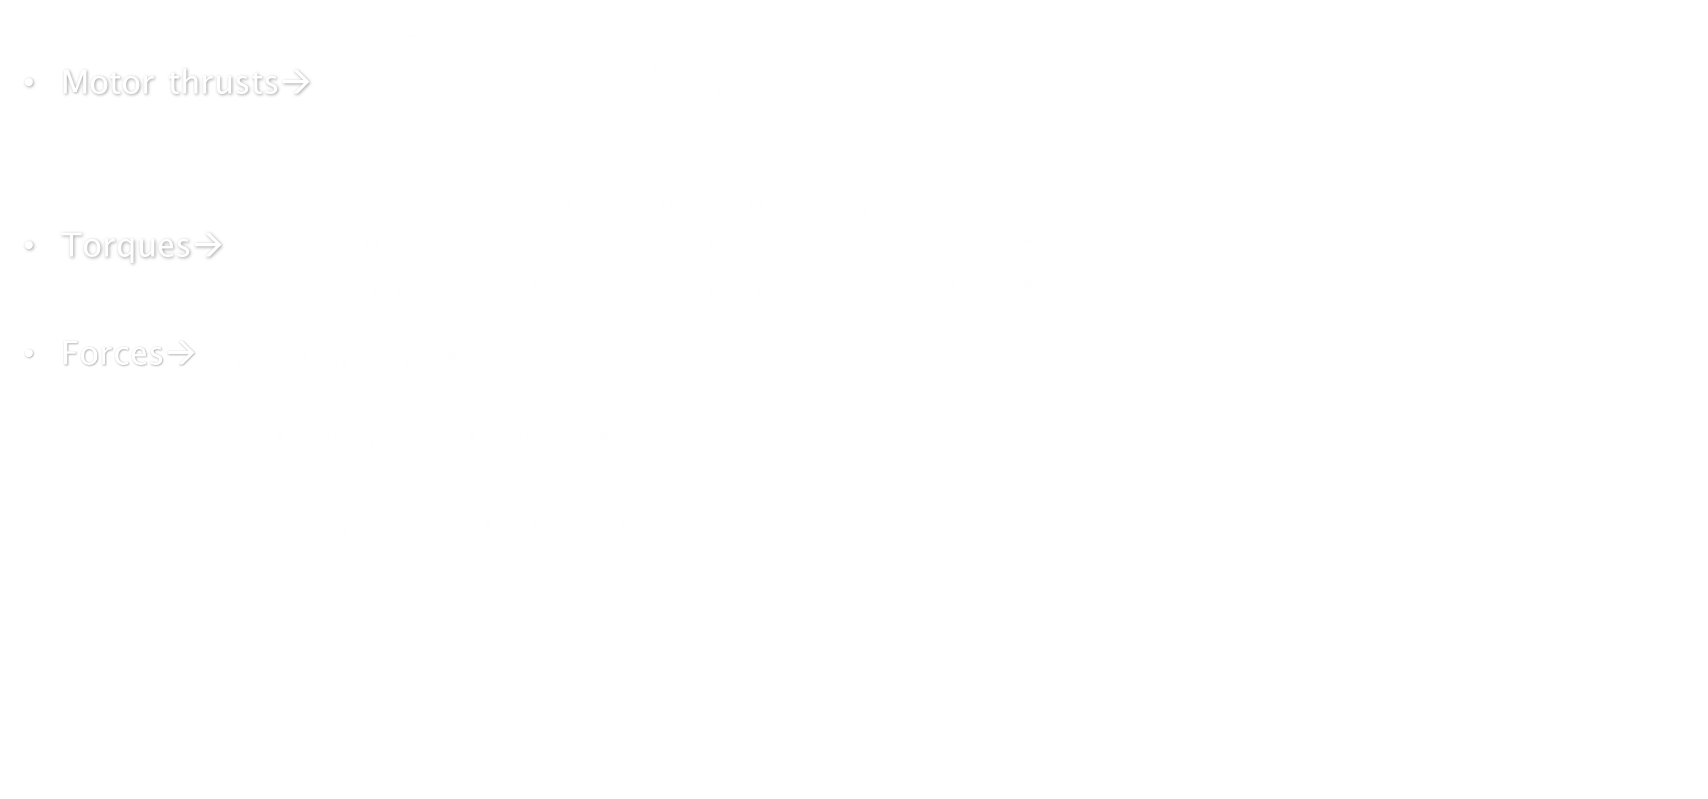 • Motor thrusts→
• Torques→
• Forces→